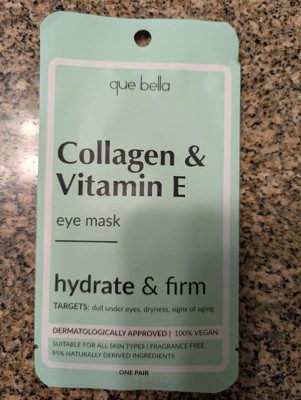 que bella
Collagen &
Vitamin E
eye mask
hydrate & firm
TARGETS: dull under eyes, dryness, signs of aging
DERMATOLOGICALLY APPROVED | 100% VEGAN
SUITABLE FOR ALL SKIN TYPES | FRAGRANCE FREE
85% NATURALLY DERIVED INGREDIENTS
ONE PAIR